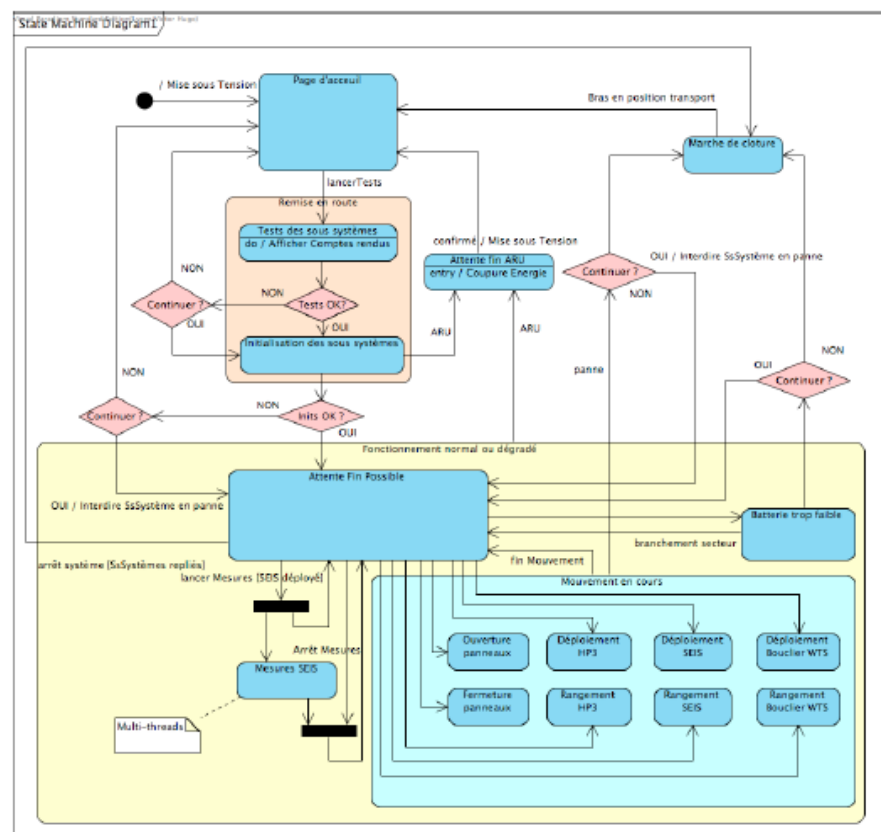 State Machine Diagram1
/ Mise sous Tension
Page d'acceuil
Bras en position transport
Marche de cloture
lancerTests
Remise en route
Tests des sous systèmes
do / Afficher Comptes rendus
confirmé / Mise sous Tension
Attente fin ARU
entry / Coupure Energie
OUI / Interdire SsSystème en panne
Continuer ?
NON
NON
Continuer ?
NON
Tests OK?
OUI
OUI
Initialisation des sous systèmes
ARU
ARU
panne
NON
OUI
Continuer ?
NON
Continuer ?
NON
Inits OK ?
OUI
Fonctionnement normal ou dégradé
Attente Fin Possible
OUI / Interdire SsSystème en panne
Batterie trop faible
branchement secteur
arrêt système [SsSystèmes repliés]
fin Mouvement
lancer Mesures [SEIS déployé]
Mouvement en cours
Arrêt Mesures
Ouverture
panneaux
Déploiement
HP3
Déploiement
SEIS
Déploiement
Bouclier WTS
Mesures SEIS
Fermeture
panneaux
Rangement
HP3
Rangement
SEIS
Rangement
Bouclier WTS
Multi-threads